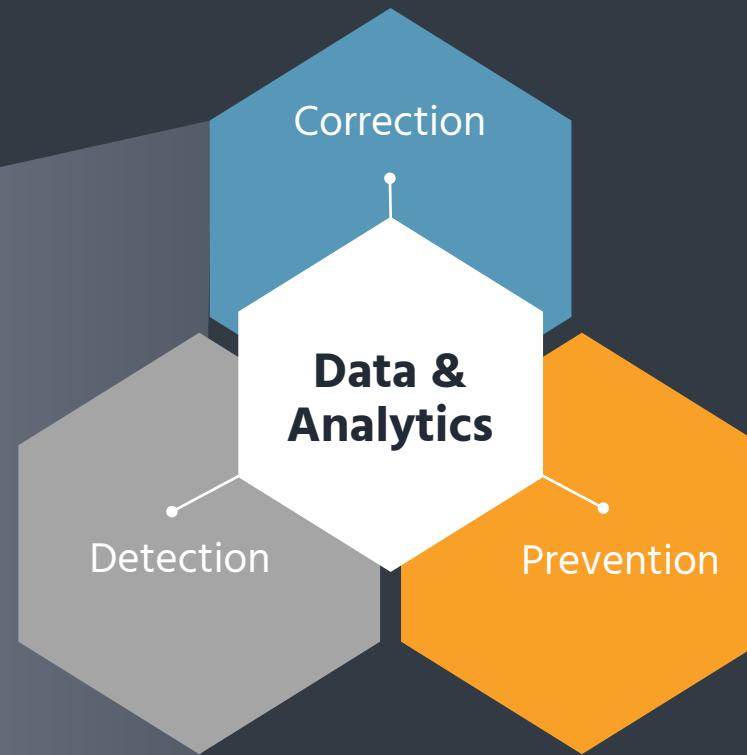 Correction
Data &
Analytics
Detection
Prevention